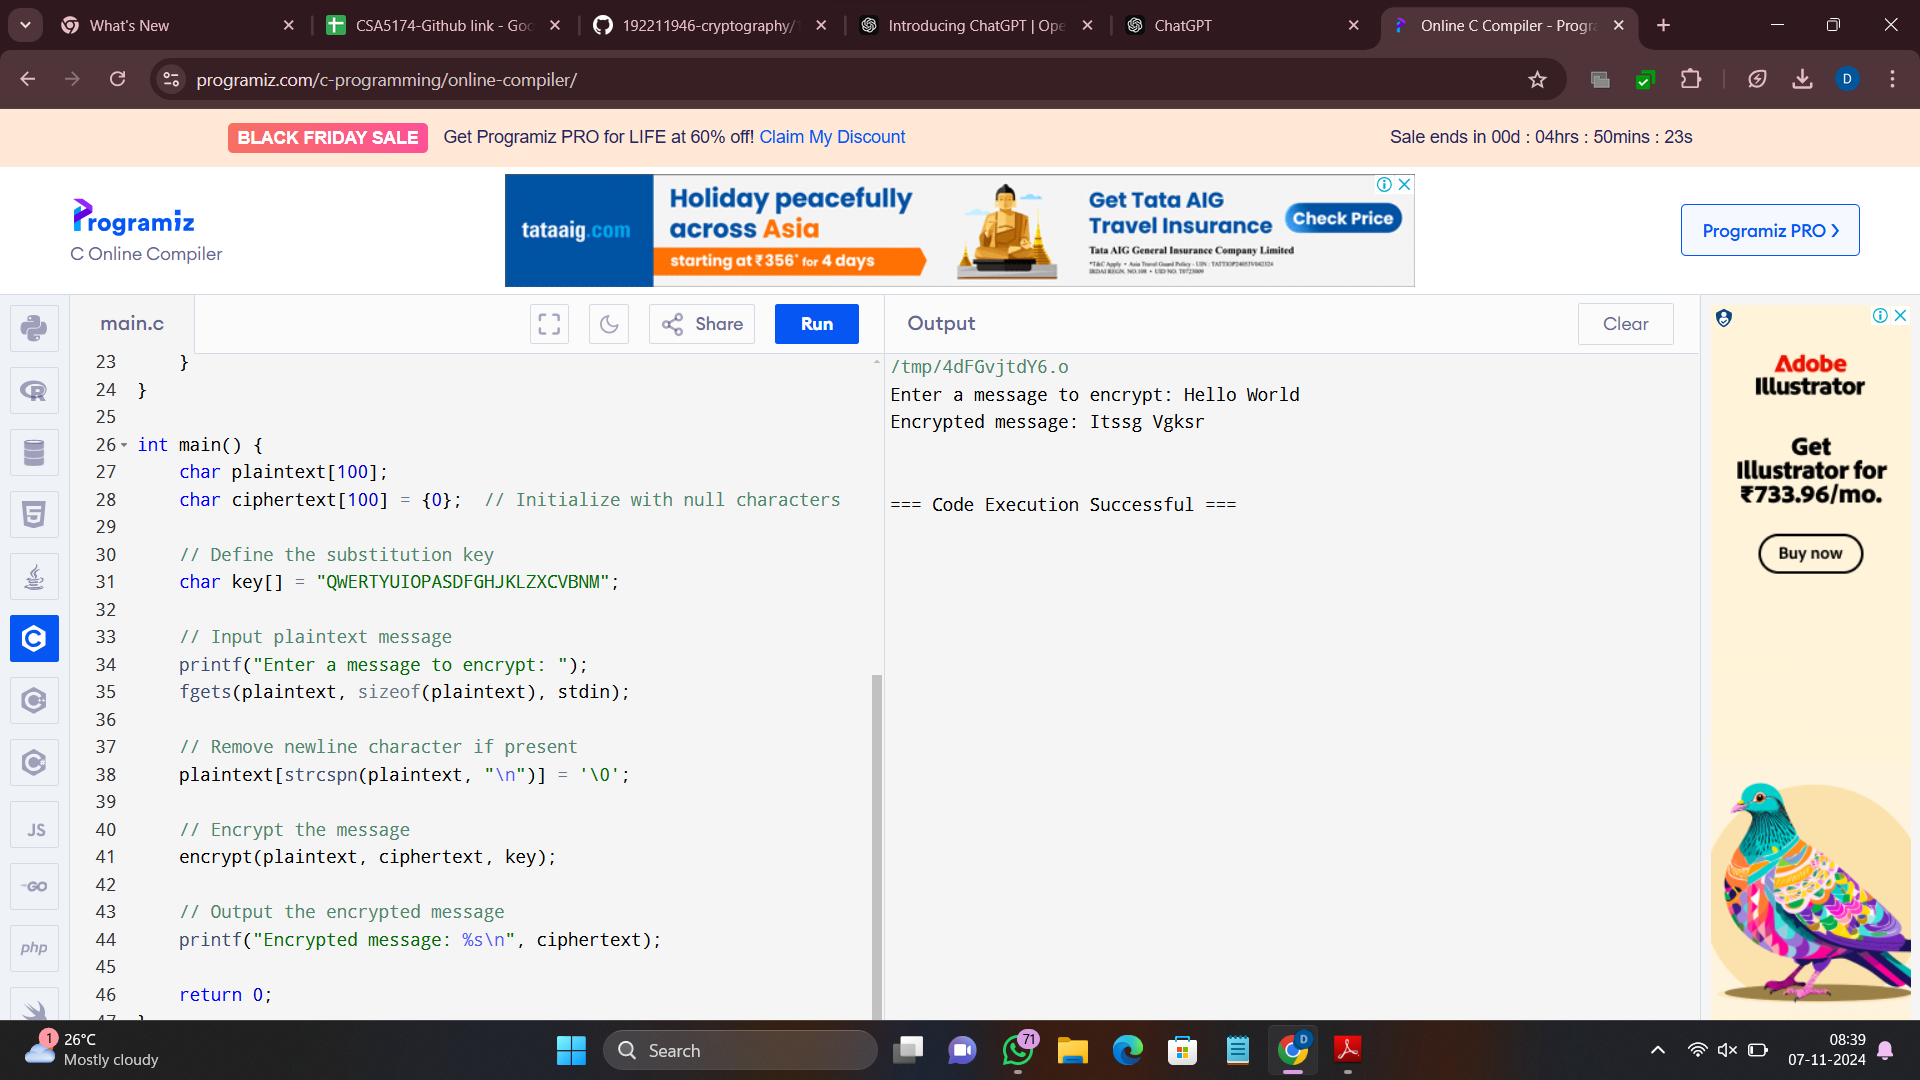 What's New
CSA5174-Github link - Goo
192211946-cryptography/
Introducing ChatGPT | Ope
ChatGPT
Online C Compiler - Progra
programiz.com/c-programming/online-compiler/
D
BLACK FRIDAY SALE Get Programiz PRO for LIFE at 60% off! Claim My Discount
Sale ends in 00d : 04hrs : 50mins : 23s
Programiz
C Online Compiler
tataaig.com
Holiday peacefully
across Asia
starting at ₹356* for 4 days
Get Tata AIG
Travel Insurance
Check Price
Tata AIG General Insurance Company Limited
Programiz PRO
main.c
Share
Run
Output
Clear
23 }
24 }
25
26 int main() {
27 char plaintext[100];
28 char ciphertext[100] = {0};  // Initialize with null characters
29
30 // Define the substitution key
31 char key[] = "QWERTYUIOPASDFGHJKLZXCVBNM";
32
33 // Input plaintext message
34 printf("Enter a message to encrypt: ");
35 fgets(plaintext, sizeof(plaintext), stdin);
36
37 // Remove newline character if present
38 plaintext[strcspn(plaintext, "\n")] = '\0';
39
40 // Encrypt the message
41 encrypt(plaintext, ciphertext, key);
42
43 // Output the encrypted message
44 printf("Encrypted message: %s\n", ciphertext);
45
46 return 0;
47 }
/tmp/4dFGvjtdY6.o
Enter a message to encrypt: Hello World
Encrypted message: Itssg Vgksr
=== Code Execution Successful ===
R
5
C
C
JS
GO
php
Adobe
Illustrator
Get
Illustrator for
₹733.96/mo.
Buy now
1
26°C
Mostly cloudy
Search
71
D
08:39
07-11-2024